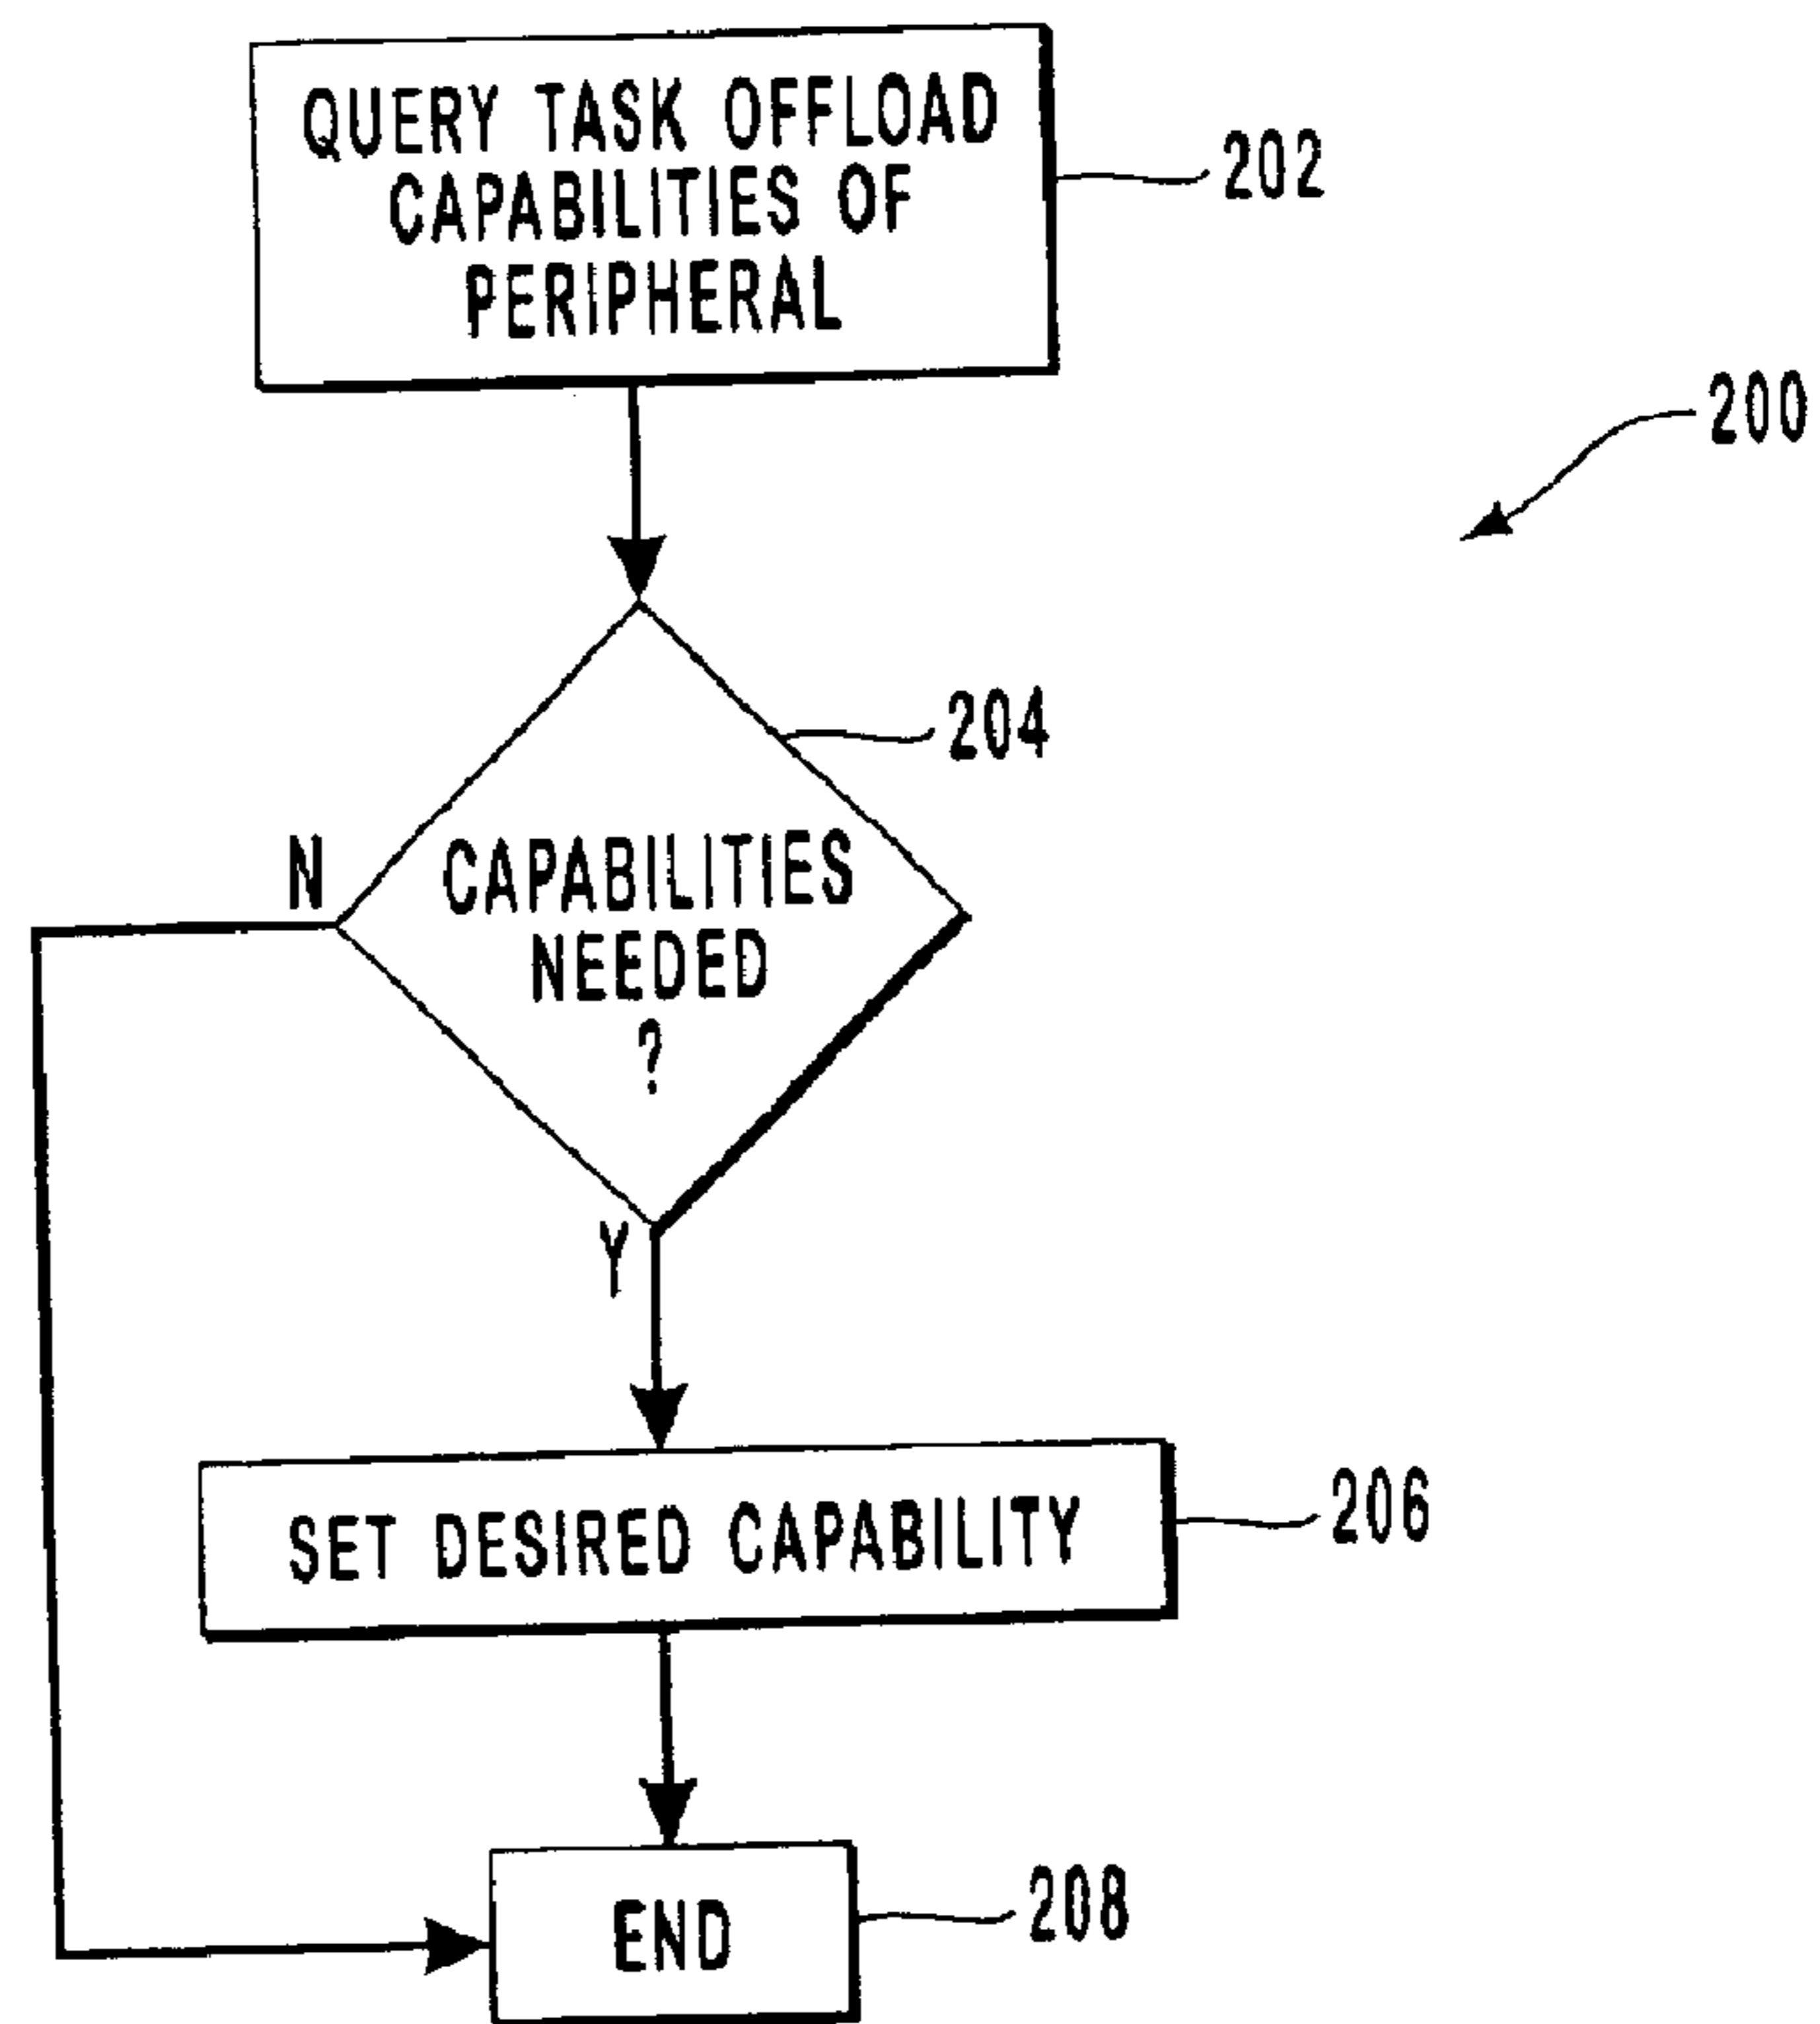 QUERY TASK OFFLOAD
CAPABILITIES OF
PERIPHERAL
202
200
204
N
CAPABILITIES
NEEDED
?
Y
SET DESIRED CAPABILITY
206
END
208